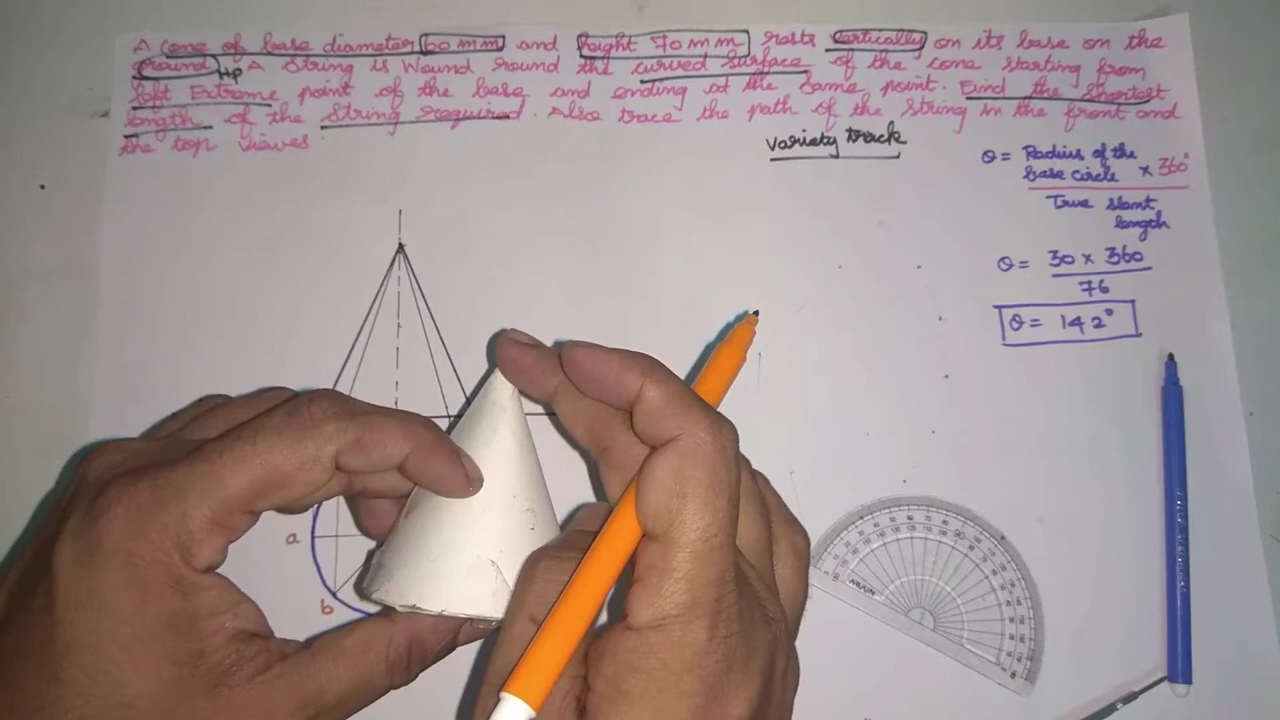 A cone of base diameter 60 mm and height 70 mm rests vertically on its base on the
ground HP A string is wound round the curved surface of the cone starting from
left Extreme point of the base and ending at the same point. Find the shortest
length of the string required. Also trace the path of the string in the front and
the top views
variety track
θ = Radius of the base circle × 360°
True slant length
θ = 30 × 360
76
θ = 142°
a
b